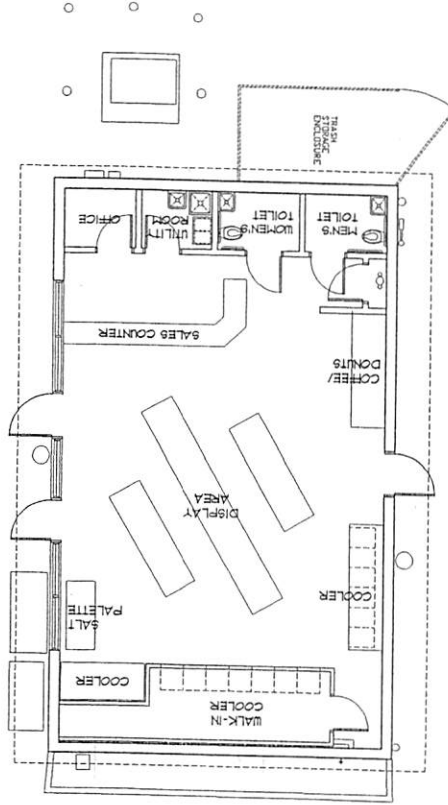 TRASH
STORAGE
ENCLOSURE
OFFICE
UTILITY
ROOM
WOMEN'S
TOILET
MEN'S
TOILET
SALES COUNTER
COFFEE/
DONUTS
DISPLAY
AREA
SALT
PALETTE
COOLER
COOLER
WALK-IN
COOLER